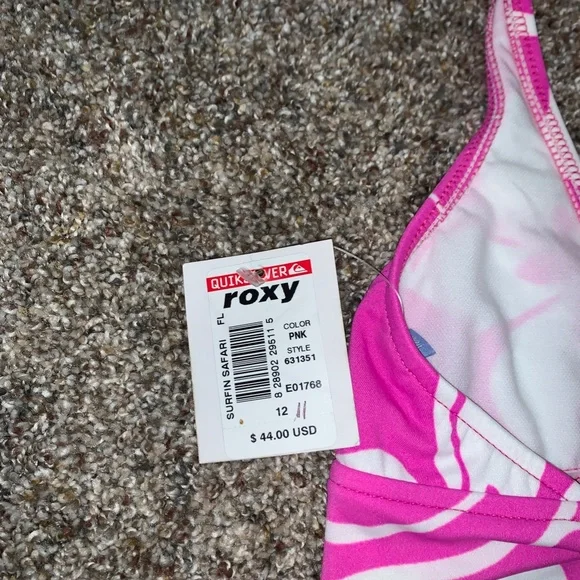 QUIKSILVER
roxy
SURFIN SAFARI FL
8 28902 29511 5
COLOR
PNK
STYLE
631351
E01768
12
$ 44.00 USD